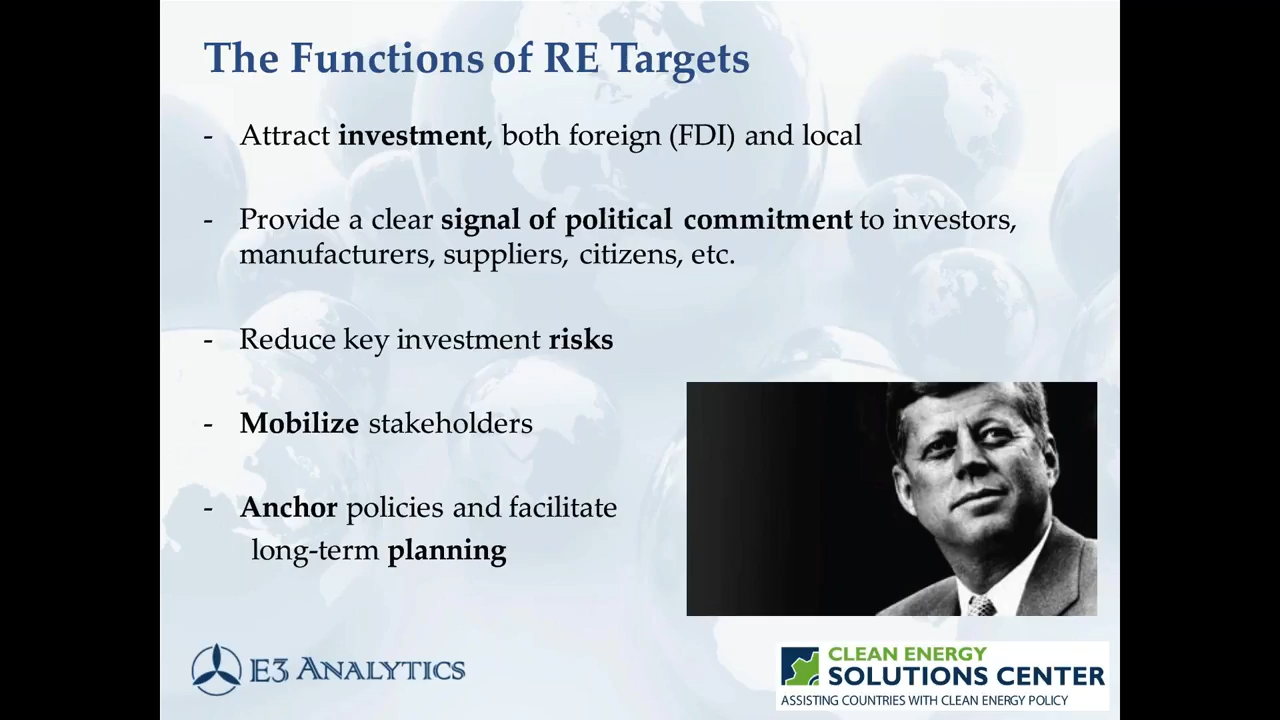 The Functions of RE Targets
- Attract investment, both foreign (FDI) and local
- Provide a clear signal of political commitment to investors,
manufacturers, suppliers, citizens, etc.
- Reduce key investment risks
- Mobilize stakeholders
- Anchor policies and facilitate
long-term planning
E3 ANALYTICS
CLEAN ENERGY
SOLUTIONS CENTER
ASSISTING COUNTRIES WITH CLEAN ENERGY POLICY